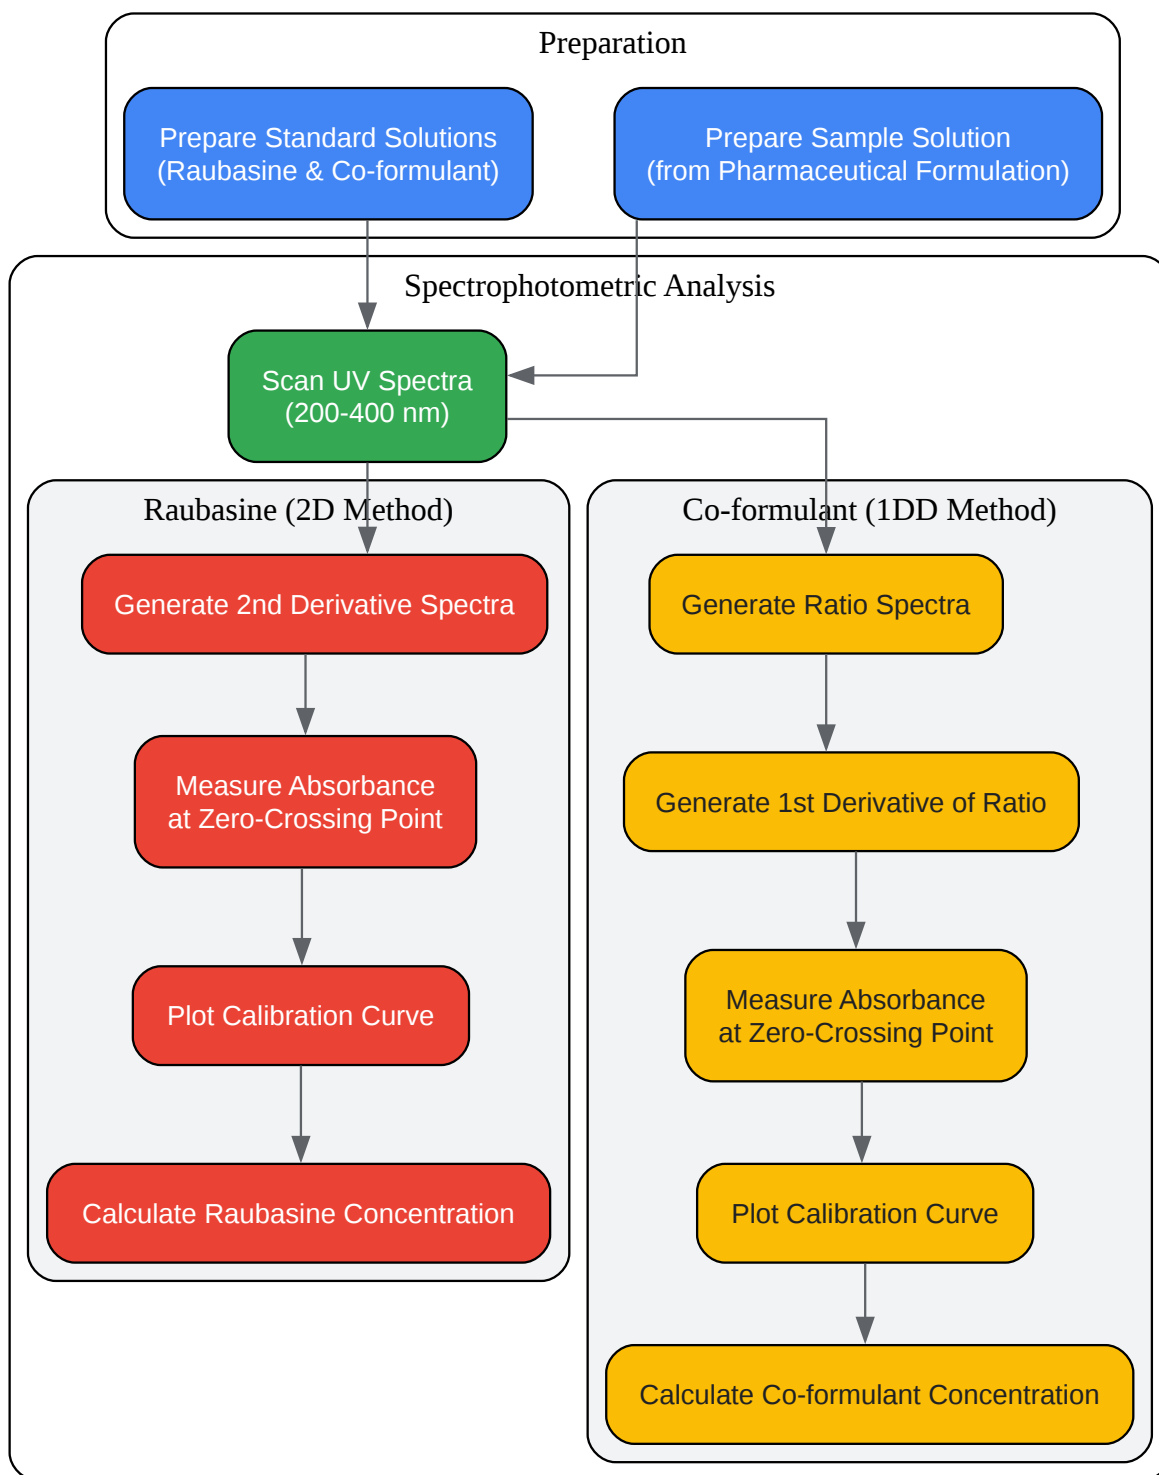 Preparation
Prepare Standard Solutions
(Raubasine & Co-formulant)
Prepare Sample Solution
(from Pharmaceutical Formulation)
Spectrophotometric Analysis
Scan UV Spectra
(200-400 nm)
Raubasine (2D Method)
Generate 2nd Derivative Spectra
Measure Absorbance
at Zero-Crossing Point
Plot Calibration Curve
Calculate Raubasine Concentration
Co-formulant (1DD Method)
Generate Ratio Spectra
Generate 1st Derivative of Ratio
Measure Absorbance
at Zero-Crossing Point
Plot Calibration Curve
Calculate Co-formulant Concentration